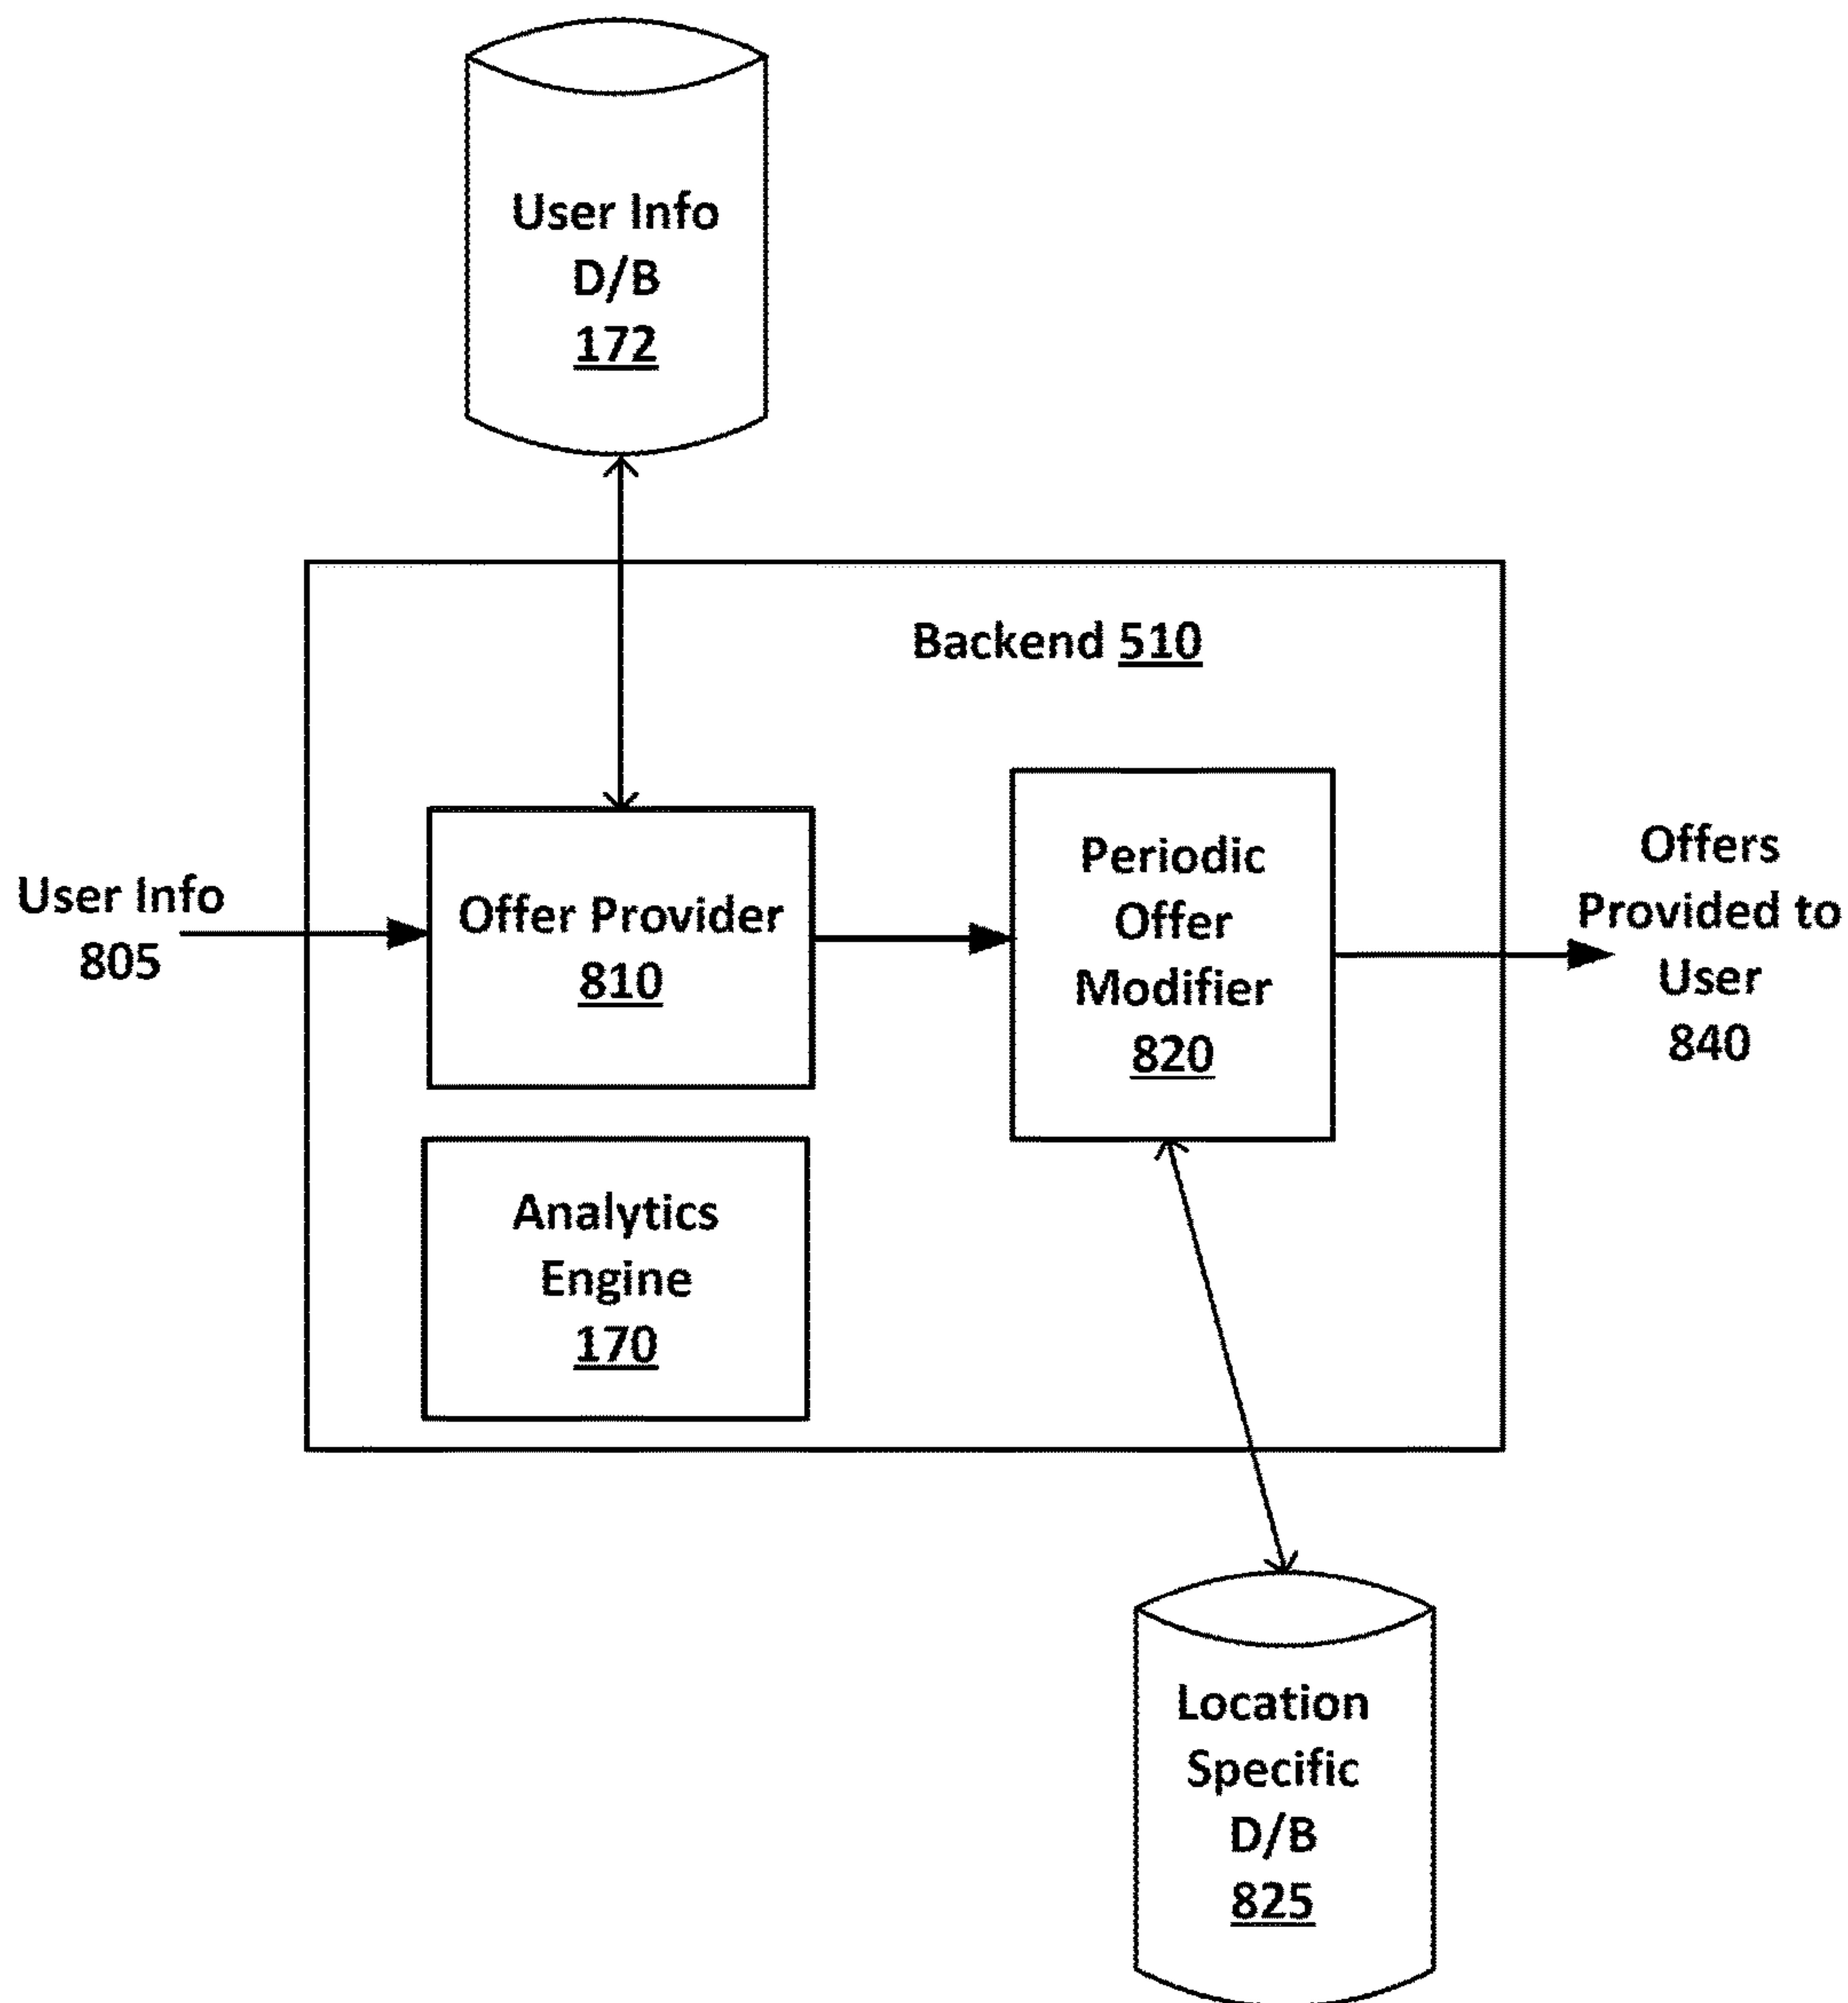 User Info
D/B
172
Backend 510
User Info
805
Offer Provider
810
Periodic
Offer
Modifier
820
Offers
Provided to
User
840
Analytics
Engine
170
Location
Specific
D/B
825